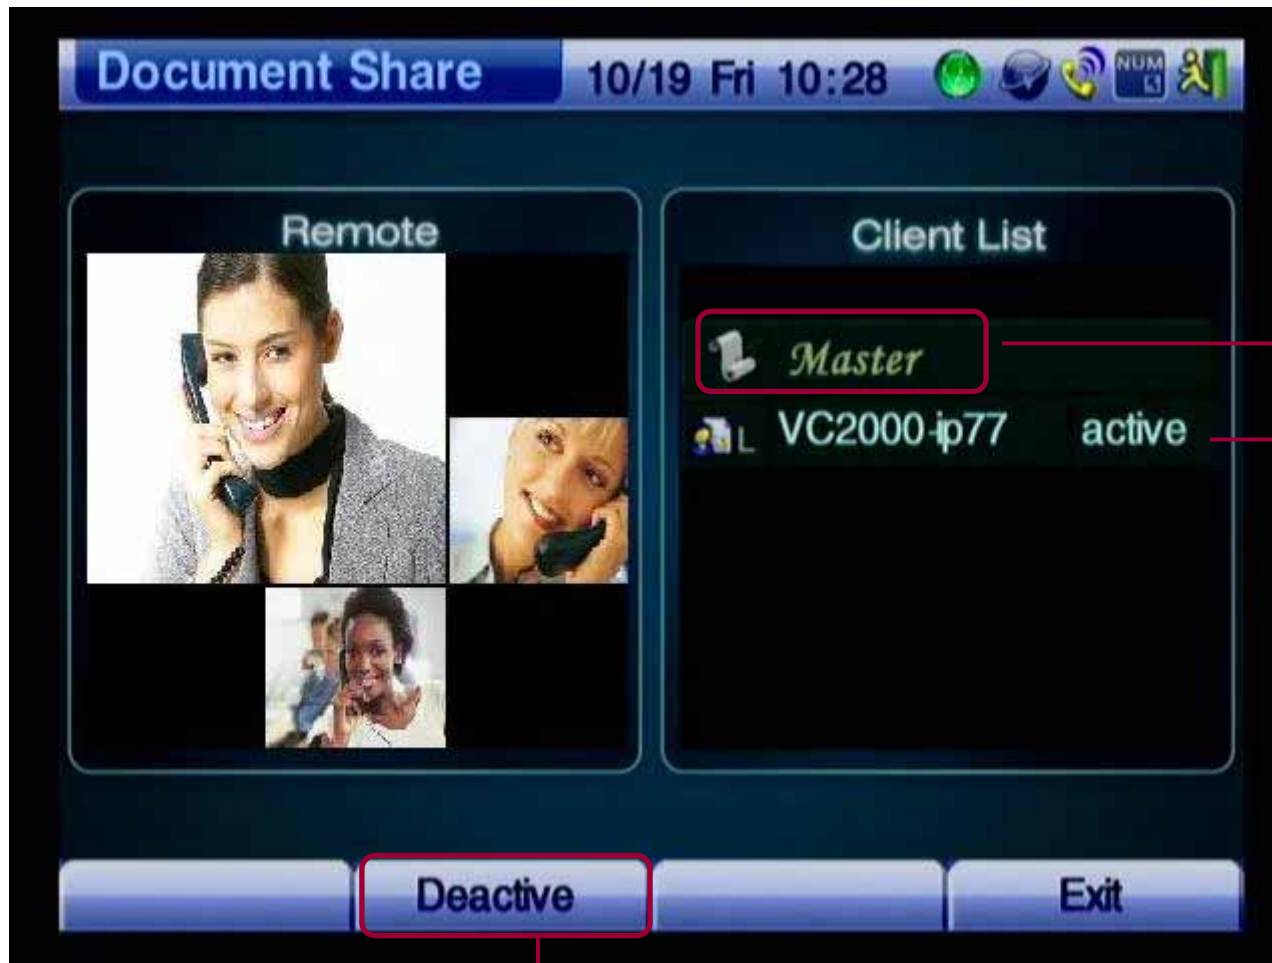 Document Share 10/19 Fri 10:28 NUM
Remote
Client List
Master
L VC2000-ip77 active
Deactive Exit